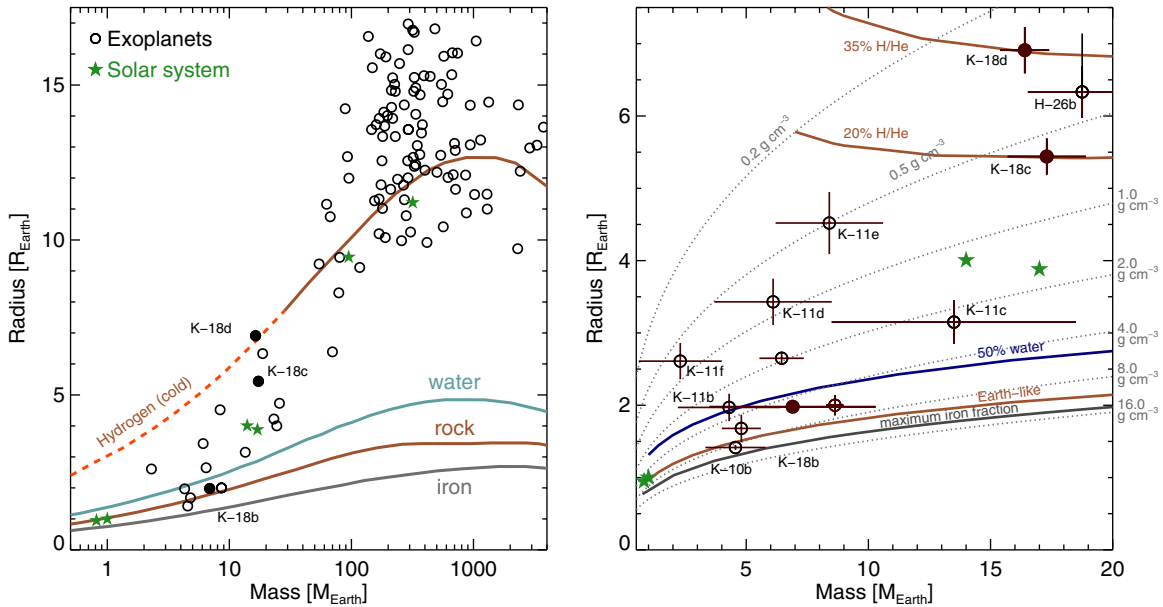 Exoplanets
Solar system
K-18d
K-18c
Hydrogen (cold)
water
rock
iron
K-18b
Radius [R_Earth]
0
5
10
15
1
10
100
1000
Mass [M_Earth]
35% H/He
K-18d
H-26b
0.2 g cm⁻³
20% H/He
0.5 g cm⁻³
K-18c
1.0
g cm⁻³
K-11e
2.0
g cm⁻³
K-11d
K-11c
4.0
g cm⁻³
50% water
K-11f
8.0
g cm⁻³
Earth-like
K-11b
maximum iron fraction
16.0
g cm⁻³
K-10b
K-18b
Radius [R_Earth]
0
2
4
6
5
10
15
20
Mass [M_Earth]